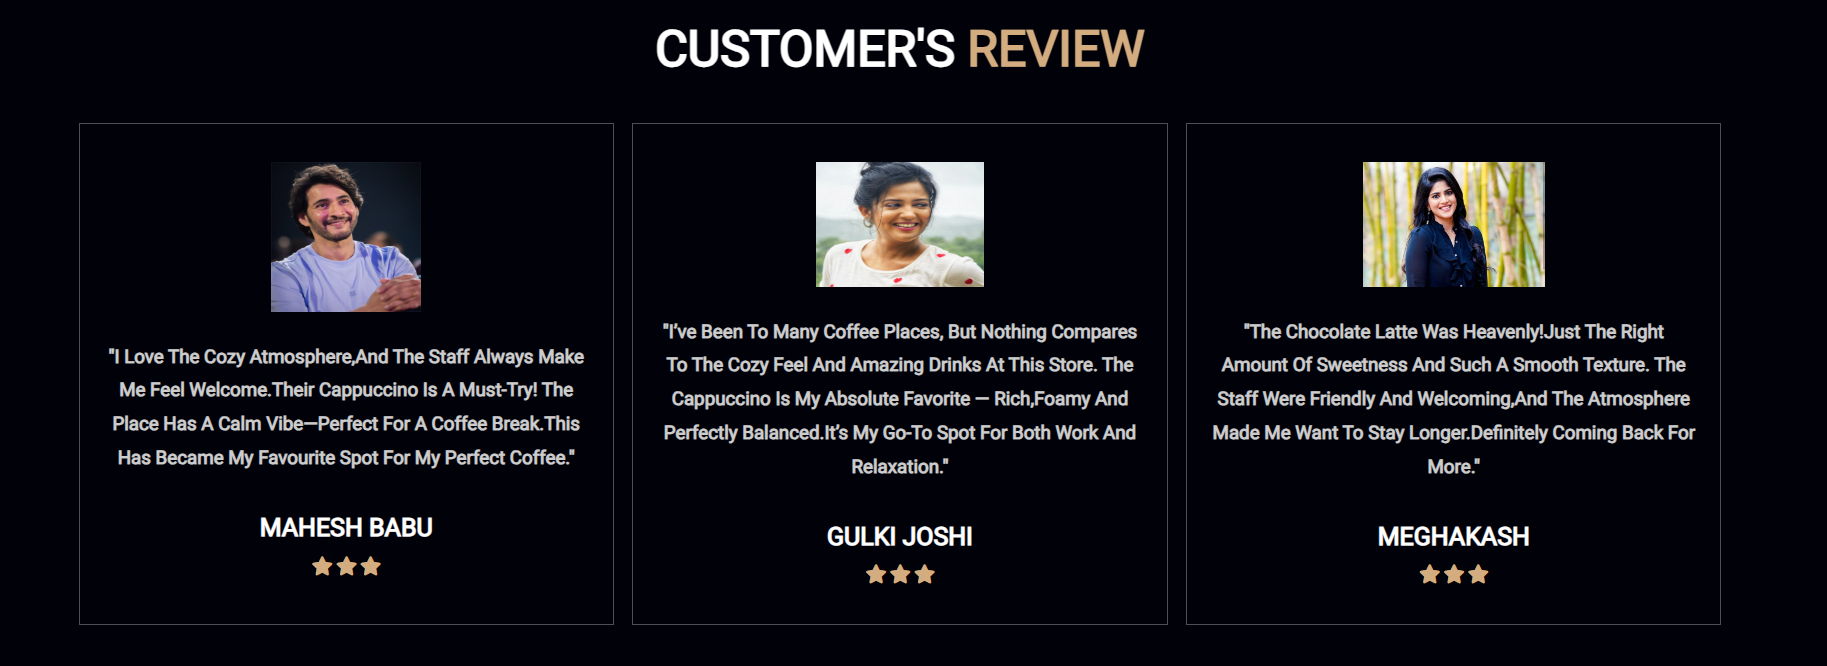 CUSTOMER'S REVIEW
"I Love The Cozy Atmosphere,And The Staff Always Make
Me Feel Welcome.Their Cappuccino Is A Must-Try! The
Place Has A Calm Vibe—Perfect For A Coffee Break.This
Has Became My Favourite Spot For My Perfect Coffee."
MAHESH BABU
"I’ve Been To Many Coffee Places, But Nothing Compares
To The Cozy Feel And Amazing Drinks At This Store. The
Cappuccino Is My Absolute Favorite — Rich,Foamy And
Perfectly Balanced.It’s My Go-To Spot For Both Work And
Relaxation."
GULKI JOSHI
"The Chocolate Latte Was Heavenly!Just The Right
Amount Of Sweetness And Such A Smooth Texture. The
Staff Were Friendly And Welcoming,And The Atmosphere
Made Me Want To Stay Longer.Definitely Coming Back For
More."
MEGHAKASH